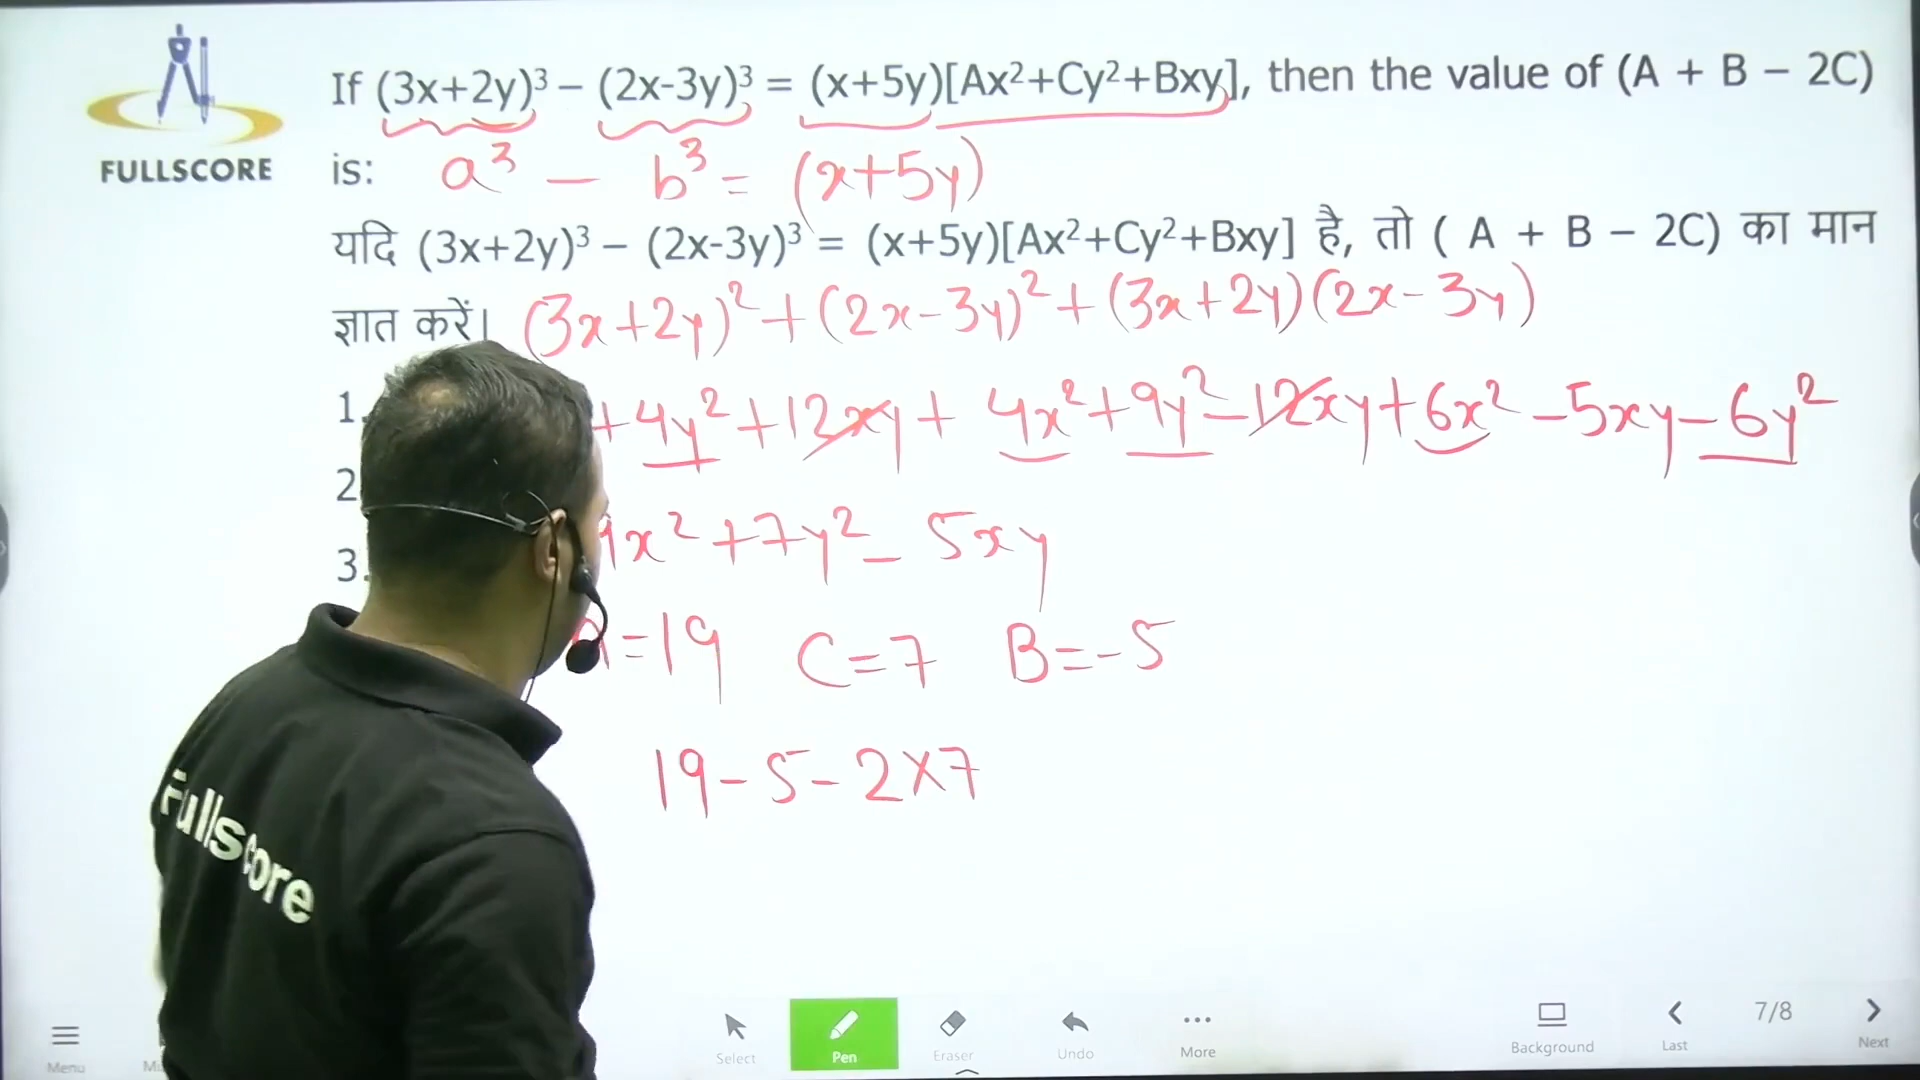 If (3x+2y)³ – (2x-3y)³ = (x+5y)[Ax²+Cy²+Bxy], then the value of (A + B – 2C)
FULLSCORE
is: a³ – b³ = (x+5y)
यदि (3x+2y)³ – (2x-3y)³ = (x+5y)[Ax²+Cy²+Bxy] है, तो ( A + B – 2C) का मान
ज्ञात करें। (3x+2y)² + (2x-3y)² + (3x+2y)(2x-3y)
1. +4y²+12xy+ 4x²+9y²-12xy+6x²-5xy-6y²
2
3. 9x²+7y²-5xy
=19 C=7 B=-5
19-5-2×7
Fullscore
Menu
Select
Pen
Eraser
Undo
More
Background
Last
7/8
Next